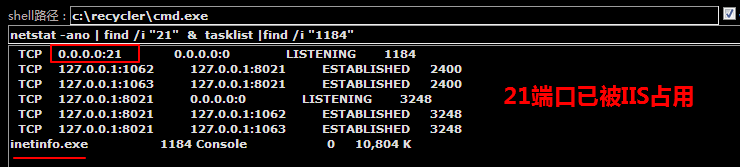 shell路径： c:\recycler\cmd.exe
netstat -ano | find /i "21" & tasklist |find /i "1184"
TCP 0.0.0.0:21 0.0.0.0:0 LISTENING 1184
TCP 127.0.0.1:1062 127.0.0.1:8021 ESTABLISHED 2400
TCP 127.0.0.1:1063 127.0.0.1:8021 ESTABLISHED 2400
TCP 127.0.0.1:8021 0.0.0.0:0 LISTENING 3248
TCP 127.0.0.1:8021 127.0.0.1:1062 ESTABLISHED 3248
TCP 127.0.0.1:8021 127.0.0.1:1063 ESTABLISHED 3248
inetinfo.exe 1184 Console 0 10,804 K
21端口已被IIS占用